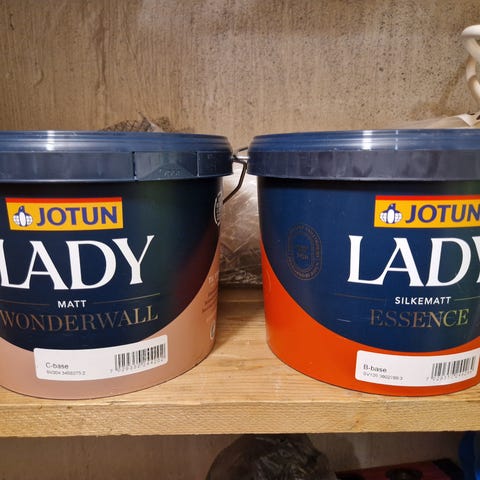 JOTUN
LADY
MATT
WONDERWALL
C-base
JOTUN
LADY
SILKEMATT
ESSENCE
B-base